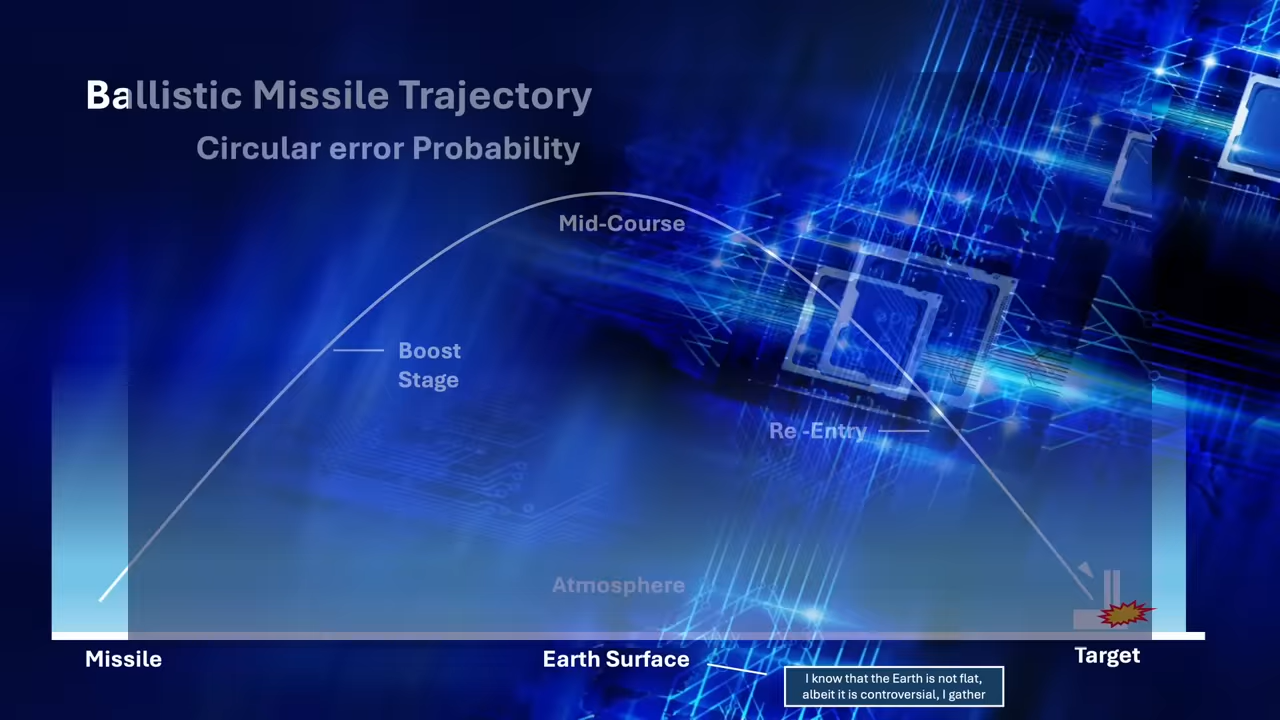 Ballistic Missile Trajectory
Circular error Probability
Mid-Course
Boost
Stage
Re -Entry
Atmosphere
Missile
Earth Surface
Target
I know that the Earth is not flat,
albeit it is controversial, I gather